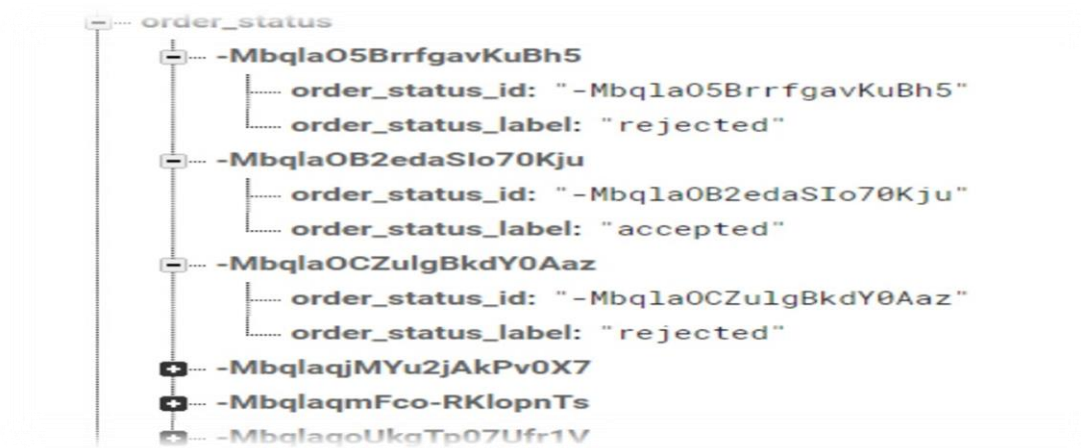 order_status
-MbqlaO5BrrfgavKuBh5
order_status_id: "-MbqlaO5BrrfgavKuBh5"
order_status_label: "rejected"
-MbqlaOB2edaSIo70Kju
order_status_id: "-MbqlaOB2edaSIo70Kju"
order_status_label: "accepted"
-MbqlaOCZulgBkdY0Aaz
order_status_id: "-MbqlaOCZulgBkdY0Aaz"
order_status_label: "rejected"
-MbqlaqjMYu2jAkPv0X7
-MbqlaqmFco-RKlopnTs
-MbqlaqoUkgTp07Ufr1V